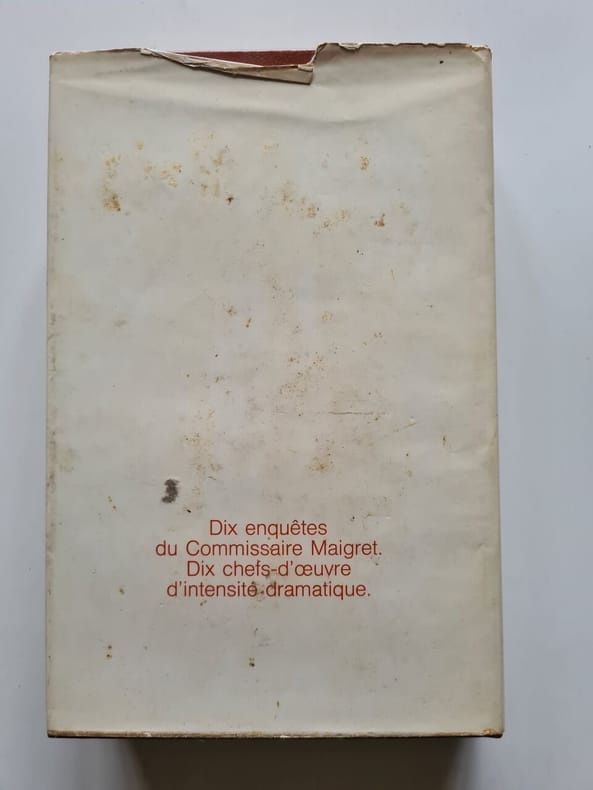 Dix enquêtes
du Commissaire Maigret.
Dix chefs-d'œuvre
d'intensité dramatique.